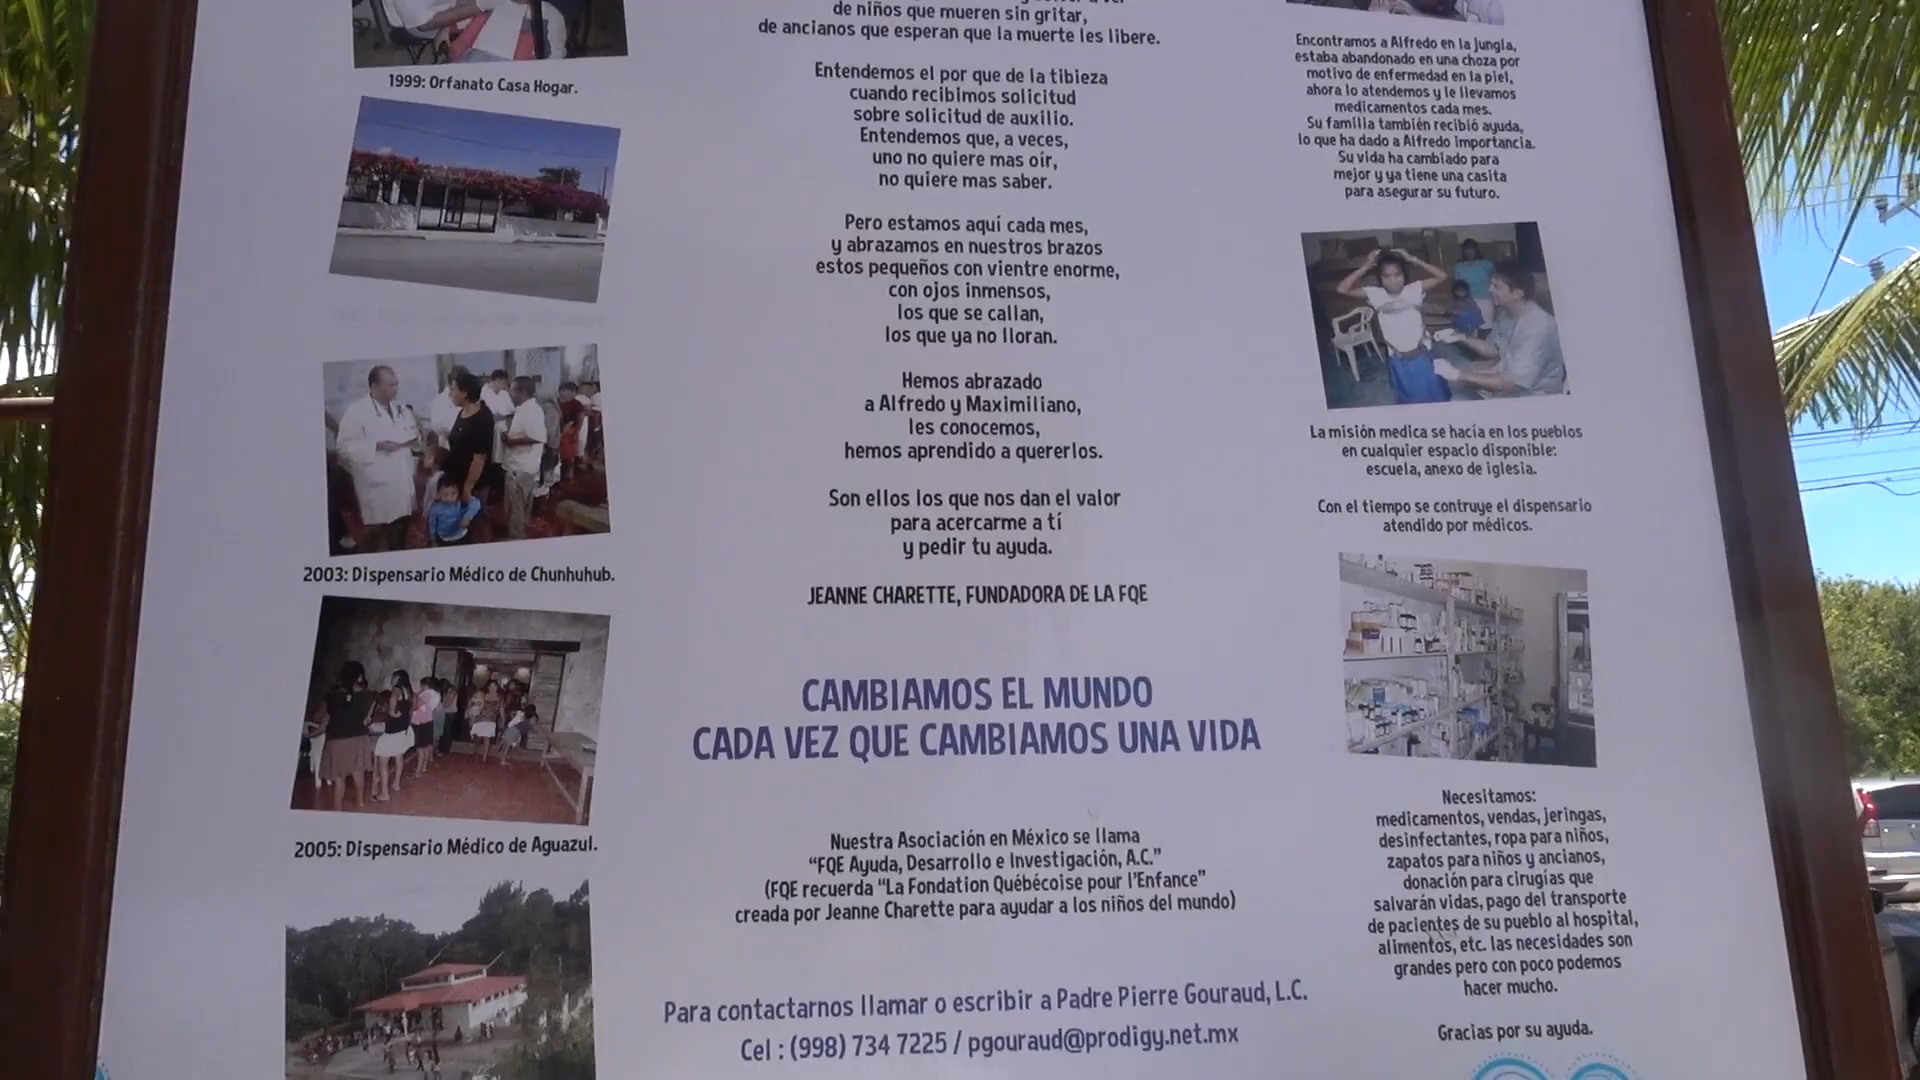 1999: Orfanato Casa Hogar.
2003: Dispensario Médico de Chunhuhub.
2005: Dispensario Médico de Aguazul.
de niños que mueren sin gritar,
de ancianos que esperan que la muerte les libere.
Entendemos el por que de la tibieza
cuando recibimos solicitud
sobre solicitud de auxilio.
Entendemos que, a veces,
uno no quiere mas oír,
no quiere mas saber.
Pero estamos aquí cada mes,
y abrazamos en nuestros brazos
estos pequeños con vientre enorme,
con ojos inmensos,
los que se callan,
los que ya no lloran.
Hemos abrazado
a Alfredo y Maximiliano,
les conocemos,
hemos aprendido a quererlos.
Son ellos los que nos dan el valor
para acercarme a tí
y pedir tu ayuda.
JEANNE CHARETTE, FUNDADORA DE LA FQE
CAMBIAMOS EL MUNDO
CADA VEZ QUE CAMBIAMOS UNA VIDA
Nuestra Asociación en México se llama
“FQE Ayuda, Desarrollo e Investigación, A.C.”
(FQE recuerda “La Fondation Québécoise pour l’Enfance”
creada por Jeanne Charette para ayudar a los niños del mundo)
Para contactarnos llamar o escribir a Padre Pierre Gouraud, L.C.
Cel : (998) 734 7225 / pgouraud@prodigy.net.mx
Encontramos a Alfredo en la jungla,
estaba abandonado en una choza por
motivo de enfermedad en la piel,
ahora lo atendemos y le llevamos
medicamentos cada mes.
Su familia también recibió ayuda,
lo que ha dado a Alfredo importancia.
Su vida ha cambiado para
mejor y ya tiene una casita
para asegurar su futuro.
La misión medica se hacía en los pueblos
en cualquier espacio disponible:
escuela, anexo de iglesia.
Con el tiempo se contruye el dispensario
atendido por médicos.
Necesitamos:
medicamentos, vendas, jeringas,
desinfectantes, ropa para niños,
zapatos para niños y ancianos,
donación para cirugías que
salvarán vidas, pago del transporte
de pacientes de su pueblo al hospital,
alimentos, etc. las necesidades son
grandes pero con poco podemos
hacer mucho.
Gracias por su ayuda.